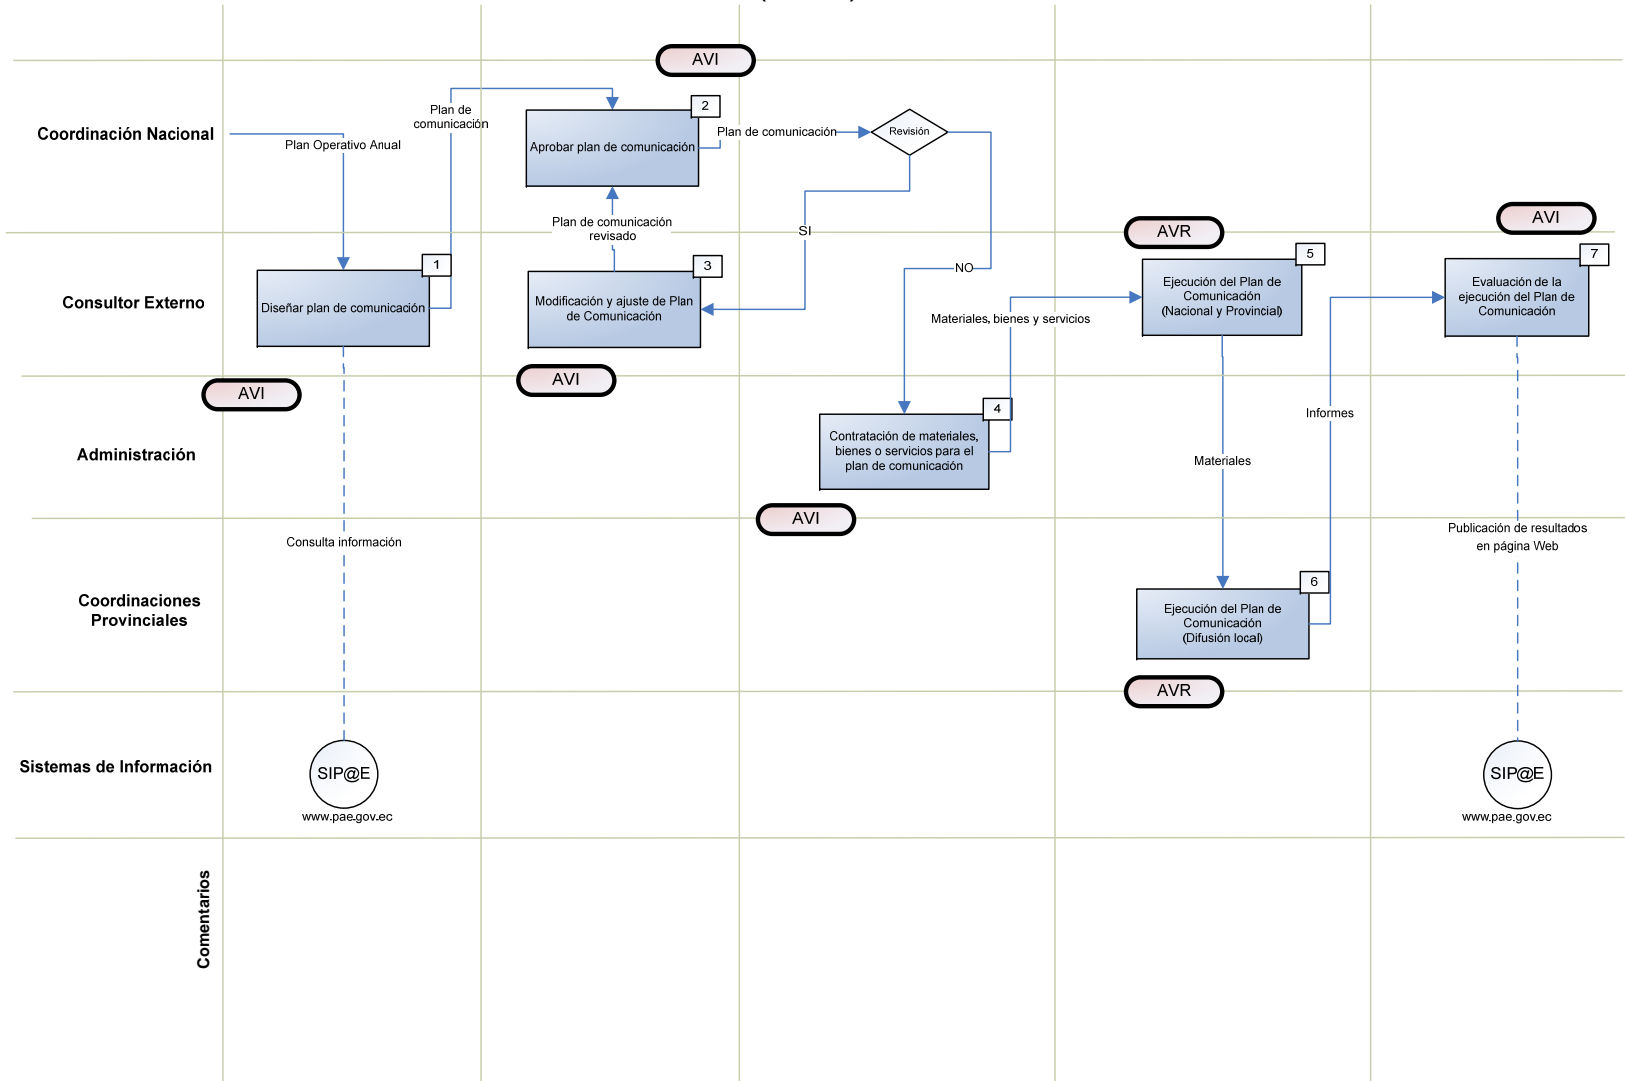 AVI
Coordinación Nacional
Plan Operativo Anual
Plan de
comunicación
2
Aprobar plan de comunicación
Plan de comunicación
Revisión
Plan de comunicación
revisado
SI
NO
AVR
AVI
Consultor Externo
1
Diseñar plan de comunicación
3
Modificación y ajuste de Plan
de Comunicación
Materiales, bienes y servicios
5
Ejecución del Plan de
Comunicación
(Nacional y Provincial)
7
Evaluación de la
ejecución del Plan de
Comunicación
AVI
AVI
Administración
4
Contratación de materiales,
bienes o servicios para el
plan de comunicación
Informes
Materiales
AVI
Consulta información
Publicación de resultados
en página Web
Coordinaciones
Provinciales
6
Ejecución del Plan de
Comunicación
(Difusión local)
AVR
Sistemas de Información
SIP@E
www.pae.gov.ec
SIP@E
www.pae.gov.ec
Comentarios